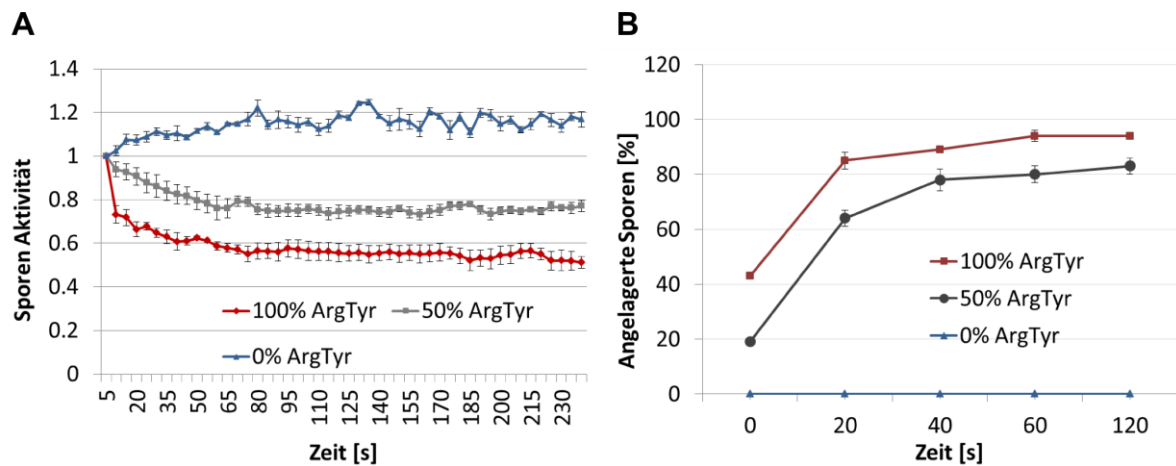 A
Sporen Aktivität
1.4
1.2
1
0.8
0.6
0.4
0.2
0
100% ArgTyr
50% ArgTyr
0% ArgTyr
5 20 35 50 65 80 95 110 125 140 155 170 185 200 215 230
Zeit [s]
B
Angelagerte Sporen [%]
120
100
80
60
40
20
0
100% ArgTyr
50% ArgTyr
0% ArgTyr
0 20 40 60 120
Zeit [s]